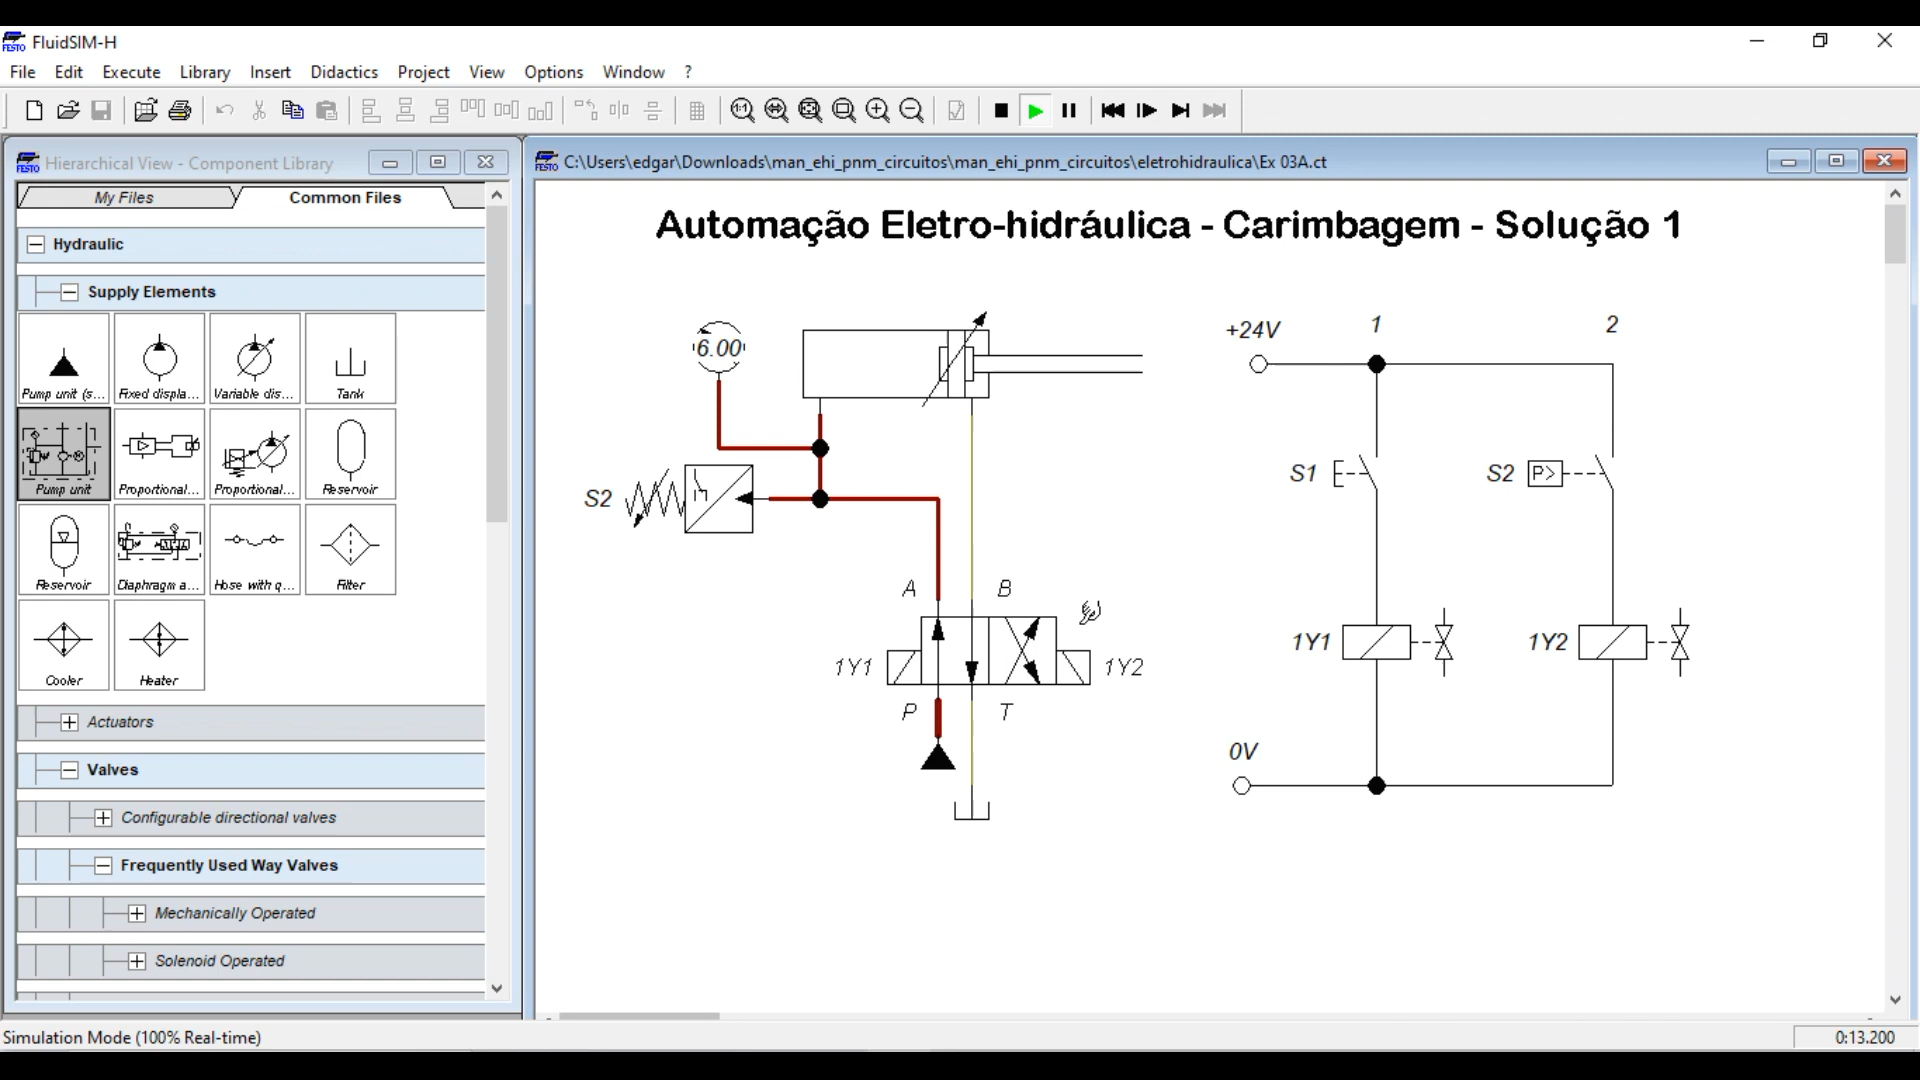 FluidSIM-H
File Edit Execute Library Insert Didactics Project View Options Window ?
Hierarchical View - Component Library
C:\Users\edgar\Downloads\man_ehi_pnm_circuitos\man_ehi_pnm_circuitos\eletrohidraulica\Ex 03A.ct
My Files Common Files
Hydraulic
Supply Elements
Pump unit (s... Fixed displa... Variable dis... Tank
Pump unit Proportional... Proportional... Reservoir
Reservoir Diaphragm a... Hose with q... Filter
Cooler Heater
Actuators
Valves
Configurable directional valves
Frequently Used Way Valves
Mechanically Operated
Solenoid Operated
Automação Eletro-hidráulica - Carimbagem - Solução 1
6.00
+24V 1 2
S2
S1 S2 P>
A B
1Y1 1Y2
1Y1 1Y2
P T
0V
Simulation Mode (100% Real-time) 0:13.200